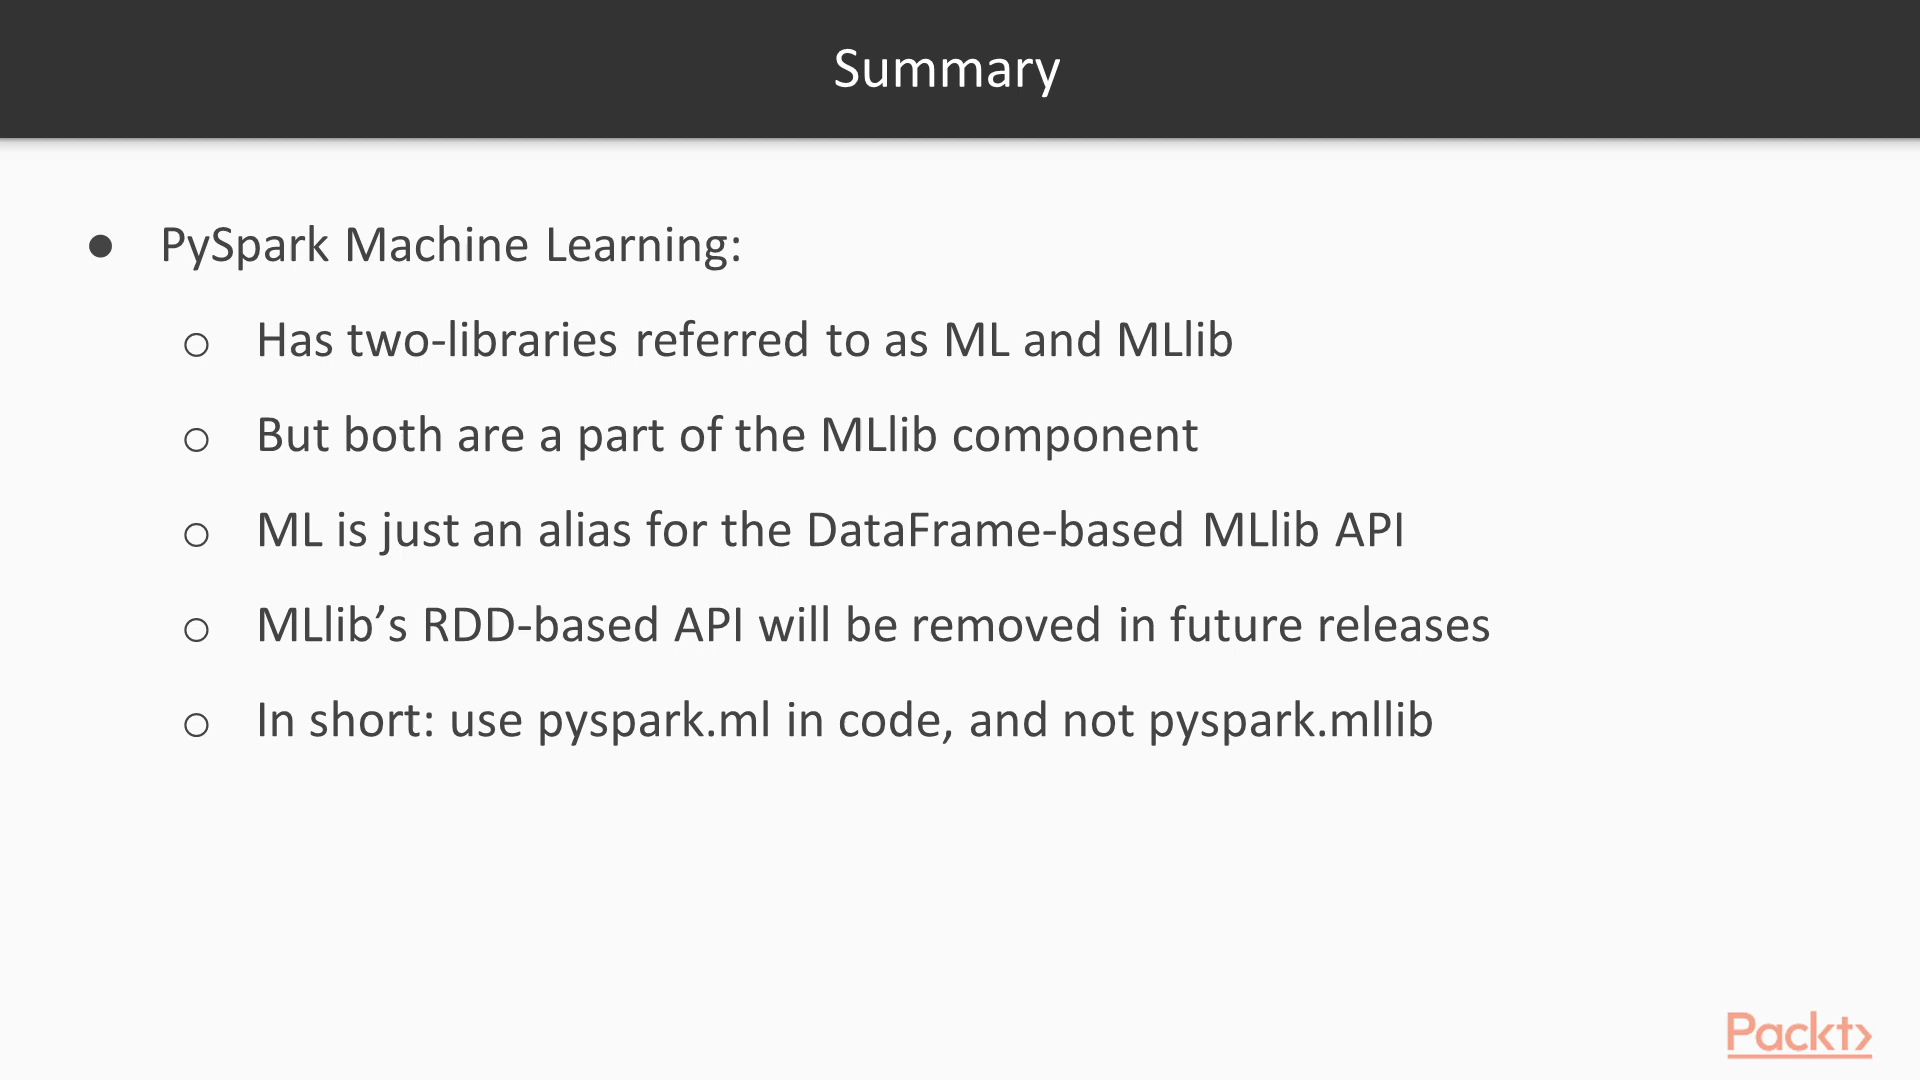 Summary
● PySpark Machine Learning:
○ Has two-libraries referred to as ML and MLlib
○ But both are a part of the MLlib component
○ ML is just an alias for the DataFrame-based MLlib API
○ MLlib’s RDD-based API will be removed in future releases
○ In short: use pyspark.ml in code, and not pyspark.mllib
Packt>